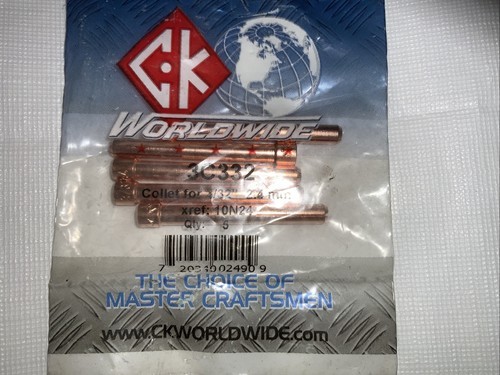 CK
WORLDWIDE
3C332
Collet for 3/32" 2.4 mm
xref: 10N24
Qty: 5
THE CHOICE OF
MASTER CRAFTSMEN
www.CKWORLDWIDE.com